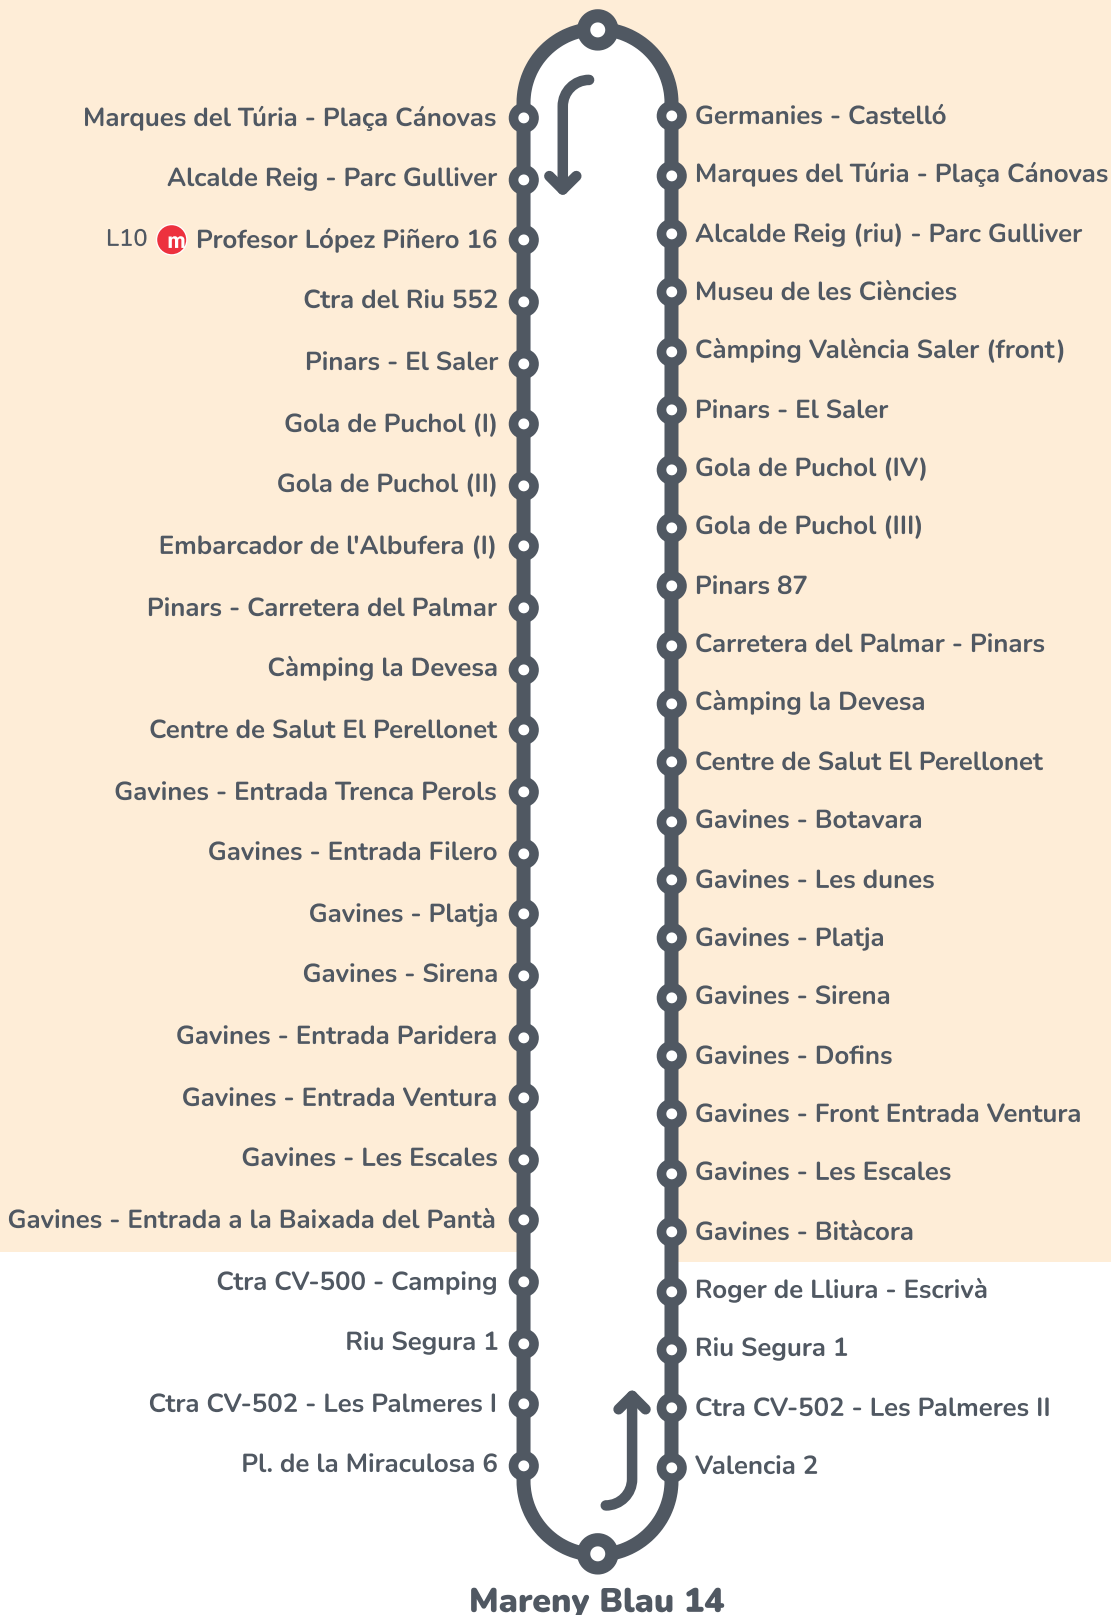 Marques del Túria - Plaça Cánovas
Alcalde Reig - Parc Gulliver
L10 m Profesor López Piñero 16
Ctra del Riu 552
Pinars - El Saler
Gola de Puchol (I)
Gola de Puchol (II)
Embarcador de l'Albufera (I)
Pinars - Carretera del Palmar
Càmping la Devesa
Centre de Salut El Perellonet
Gavines - Entrada Trenca Perols
Gavines - Entrada Filero
Gavines - Platja
Gavines - Sirena
Gavines - Entrada Paridera
Gavines - Entrada Ventura
Gavines - Les Escales
Gavines - Entrada a la Baixada del Pantà
Ctra CV-500 - Camping
Riu Segura 1
Ctra CV-502 - Les Palmeres I
Pl. de la Miraculosa 6
Germanies - Castelló
Marques del Túria - Plaça Cánovas
Alcalde Reig (riu) - Parc Gulliver
Museu de les Ciències
Càmping València Saler (front)
Pinars - El Saler
Gola de Puchol (IV)
Gola de Puchol (III)
Pinars 87
Carretera del Palmar - Pinars
Càmping la Devesa
Centre de Salut El Perellonet
Gavines - Botavara
Gavines - Les dunes
Gavines - Platja
Gavines - Sirena
Gavines - Dofins
Gavines - Front Entrada Ventura
Gavines - Les Escales
Gavines - Bitàcora
Roger de Lliura - Escrivà
Riu Segura 1
Ctra CV-502 - Les Palmeres II
Valencia 2
Mareny Blau 14